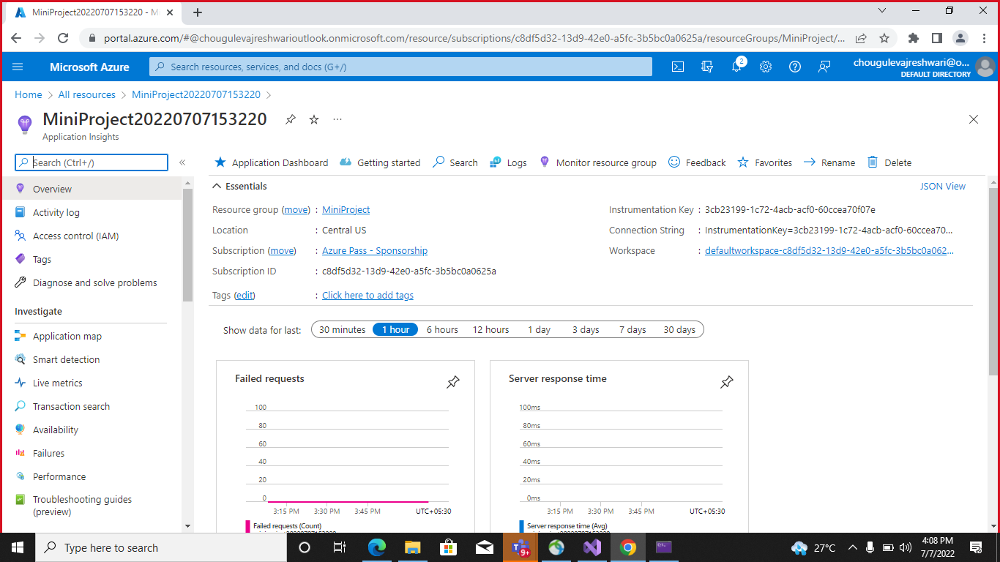 MiniProject20220707153220 - Mi
portal.azure.com/#@chougulevajreshwarioutlook.onmicrosoft.com/resource/subscriptions/c8df5d32-13d9-42e0-a5fc-3b5bc0a0625a/resourceGroups/MiniProject/...
Microsoft Azure
Search resources, services, and docs (G+/)
2
chougulevajreshwari@o...
DEFAULT DIRECTORY
Home > All resources > MiniProject20220707153220 >
MiniProject20220707153220
Application Insights
Search (Ctrl+/)
Overview
Activity log
Access control (IAM)
Tags
Diagnose and solve problems
Investigate
Application map
Smart detection
Live metrics
Transaction search
Availability
Failures
Performance
Troubleshooting guides
(preview)
Application Dashboard Getting started Search Logs Monitor resource group Feedback Favorites Rename Delete
Essentials
JSON View
Resource group (move) : MiniProject
Location : Central US
Subscription (move) : Azure Pass - Sponsorship
Subscription ID : c8df5d32-13d9-42e0-a5fc-3b5bc0a0625a
Tags (edit) : Click here to add tags
Instrumentation Key : 3cb23199-1c72-4acb-acf0-60ccea70f07e
Connection String : InstrumentationKey=3cb23199-1c72-4acb-acf0-60ccea70...
Workspace : defaultworkspace-c8df5d32-13d9-42e0-a5fc-3b5bc0a062...
Show data for last: 30 minutes 1 hour 6 hours 12 hours 1 day 3 days 7 days 30 days
Failed requests
100
80
60
40
20
0
3:15 PM 3:30 PM 3:45 PM UTC+05:30
Failed requests (Count)
Server response time
100ms
80ms
60ms
40ms
20ms
0ms
3:15 PM 3:30 PM 3:45 PM UTC+05:30
Server response time (Avg)
Type here to search
9+
27°C
4:08 PM
7/7/2022